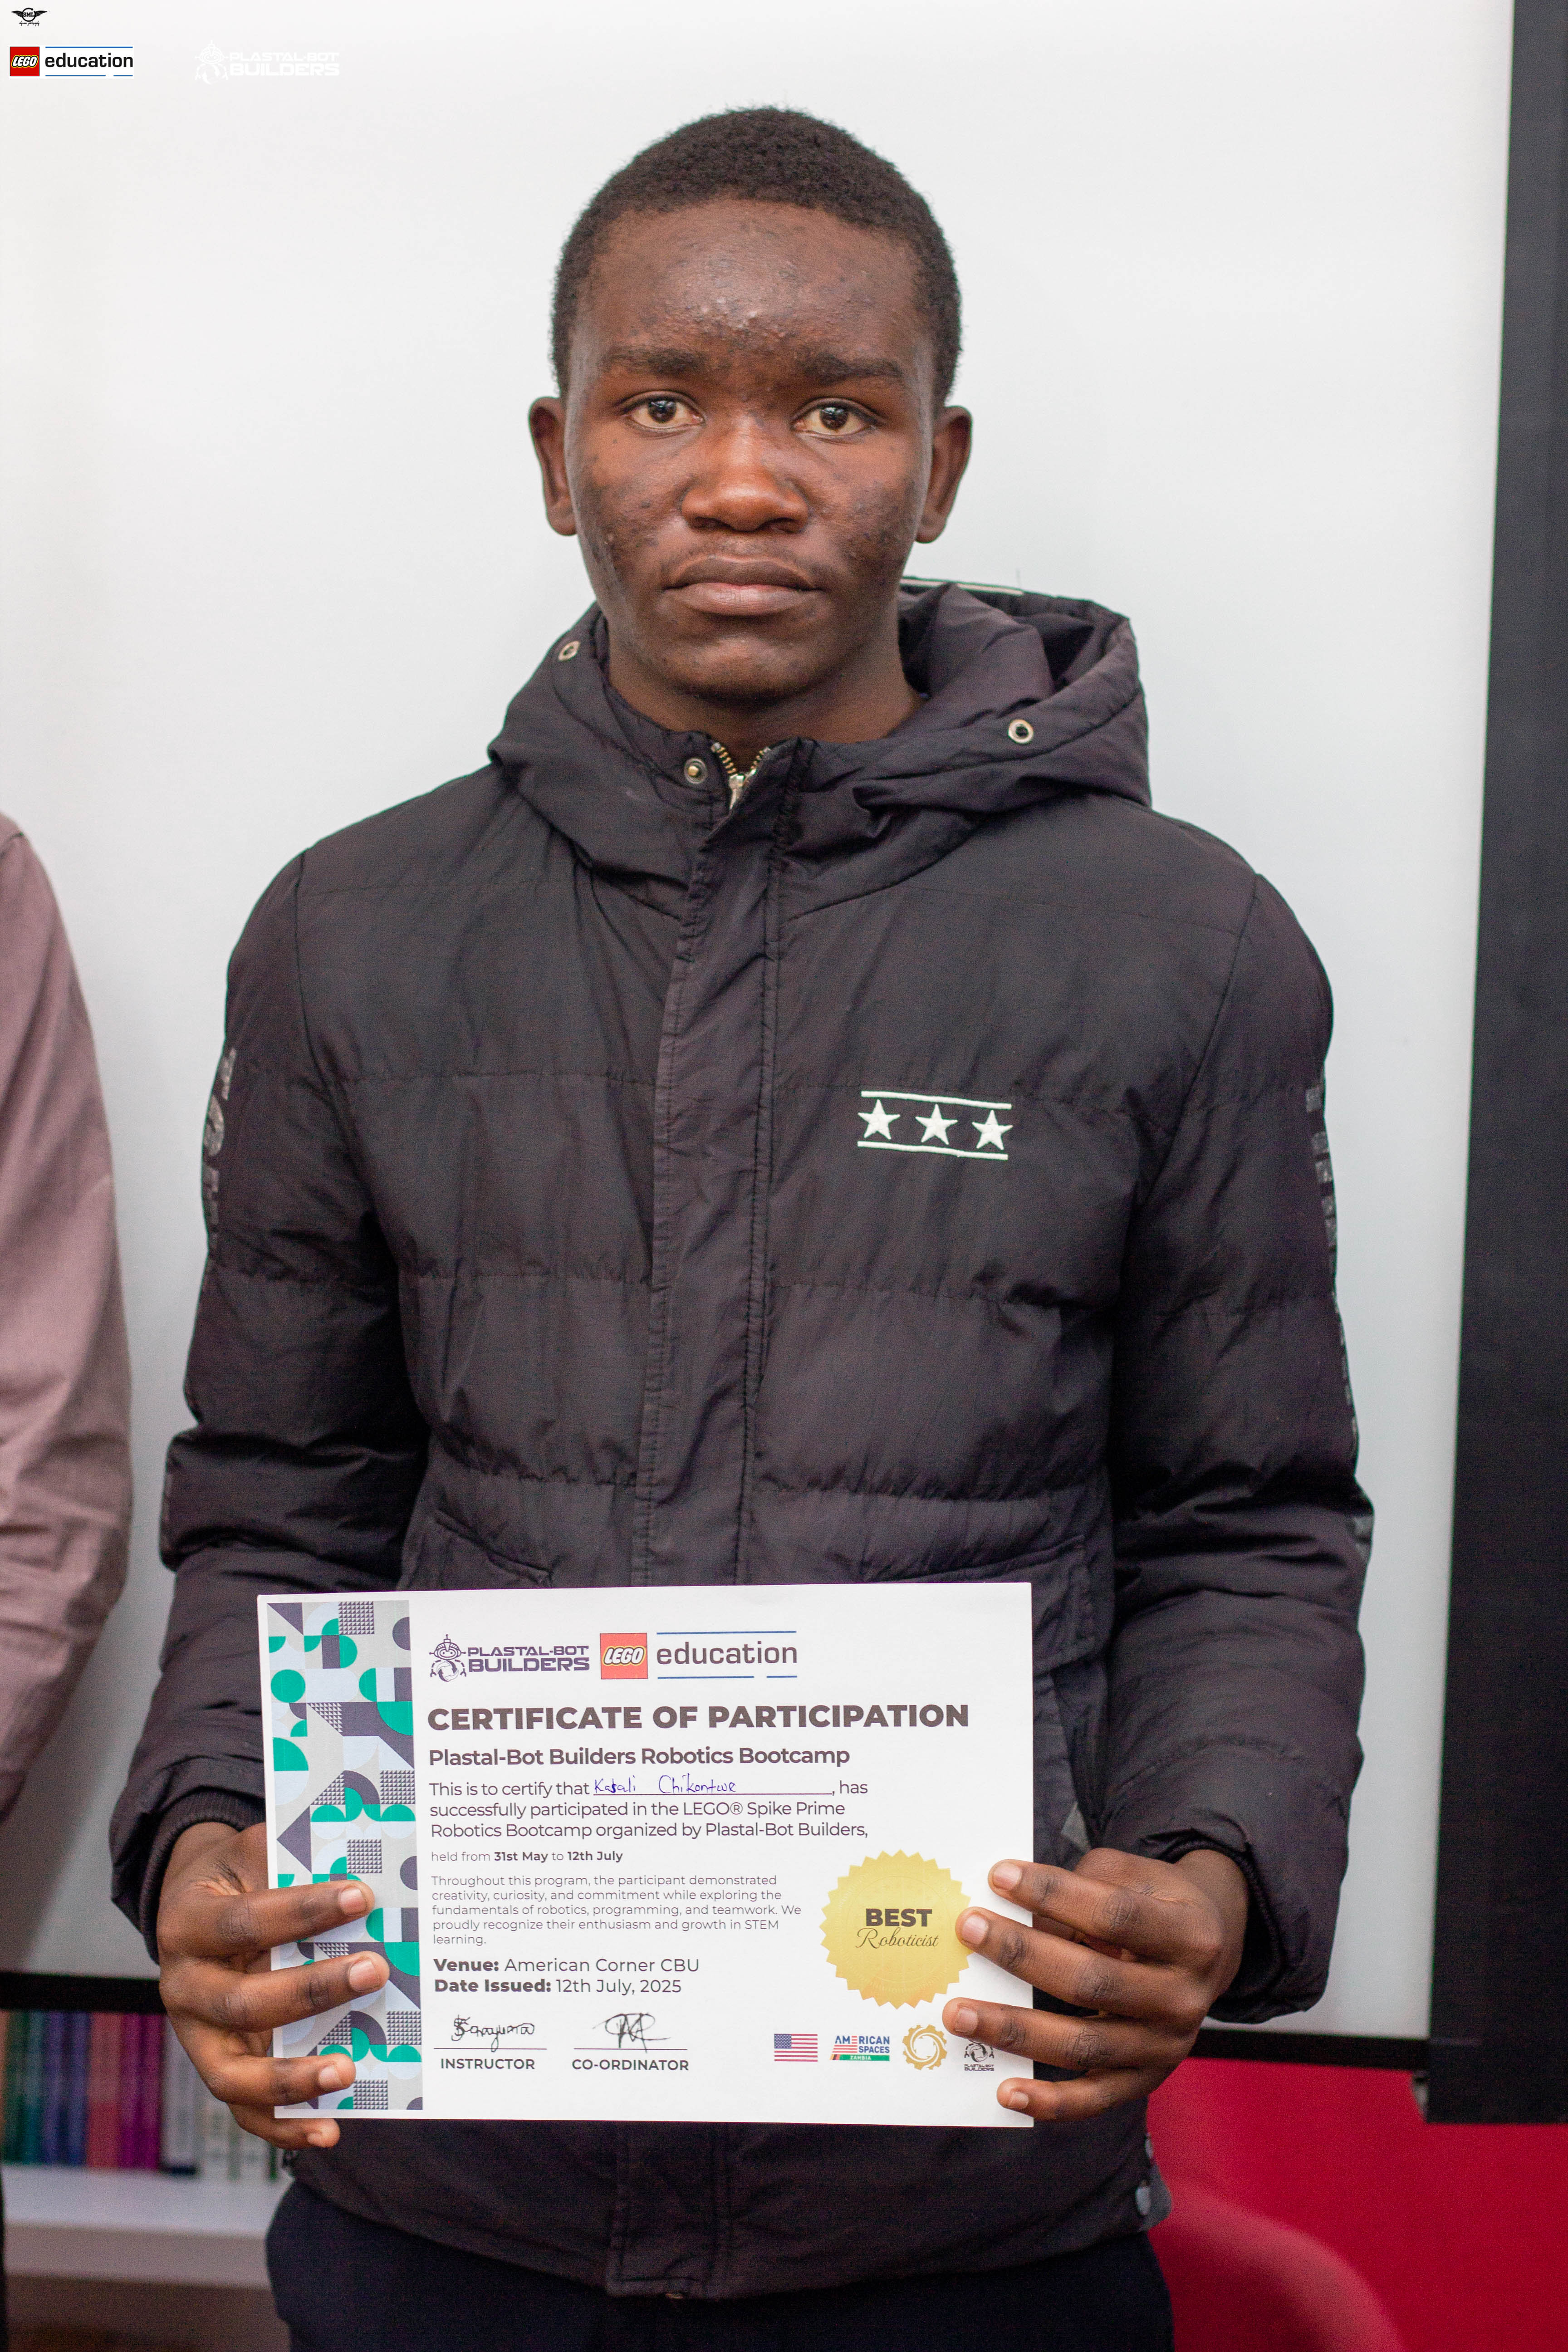 LEGO education
PLASTAL-BOT
BUILDERS
PLASTAL-BOT
BUILDERS
LEGO education
CERTIFICATE OF PARTICIPATION
Plastal-Bot Builders Robotics Bootcamp
This is to certify that Kasali Chikontwe, has
successfully participated in the LEGO® Spike Prime
Robotics Bootcamp organized by Plastal-Bot Builders,
held from 31st May to 12th July
Throughout this program, the participant demonstrated
creativity, curiosity, and commitment while exploring the
fundamentals of robotics, programming, and teamwork. We
proudly recognize their enthusiasm and growth in STEM
learning.
BEST
Roboticist
Venue: American Corner CBU
Date Issued: 12th July, 2025
INSTRUCTOR
CO-ORDINATOR
AMERICAN
SPACES
ZAMBIA
PLASTAL-BOT
BUILDERS